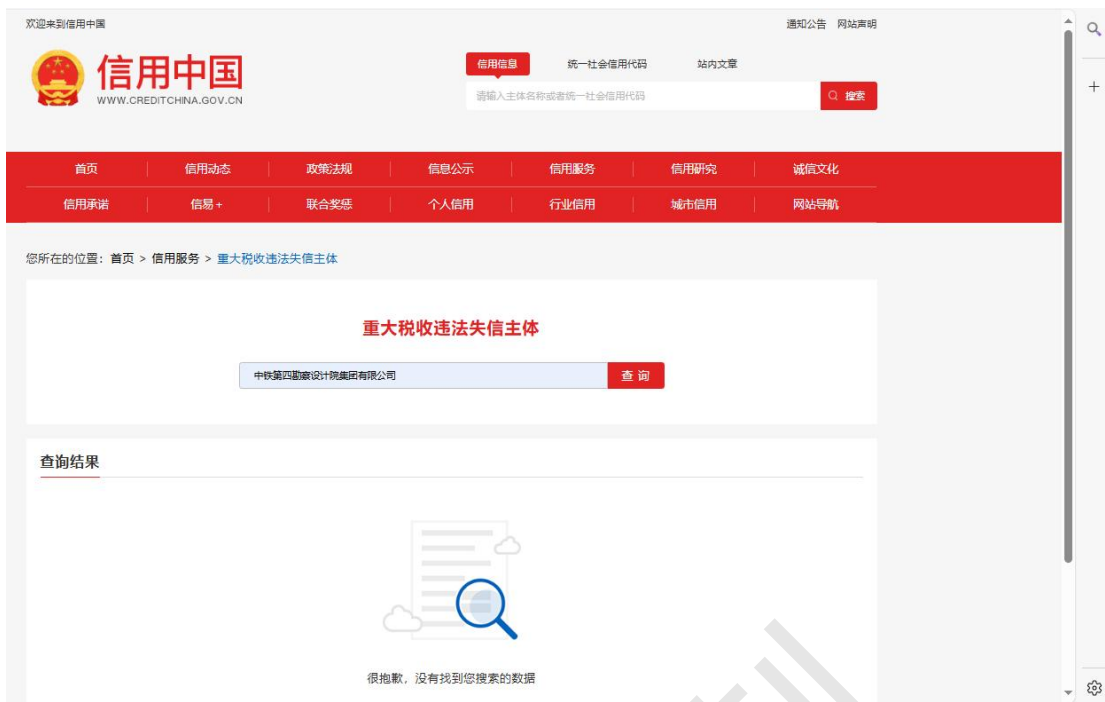 欢迎来到信用中国
通知公告 网站声明
信用中国
WWW.CREDITCHINA.GOV.CN
信用信息 统一社会信用代码 站内文章
请输入主体名称或者统一社会信用代码 搜索
首页 信用动态 政策法规 信息公示 信用服务 信用研究 诚信文化
信用承诺 信易+ 联合奖惩 个人信用 行业信用 城市信用 网站导航
您所在的位置：首页 > 信用服务 > 重大税收违法失信主体
重大税收违法失信主体
中铁第四勘察设计院集团有限公司 查询
查询结果
很抱歉，没有找到您搜索的数据